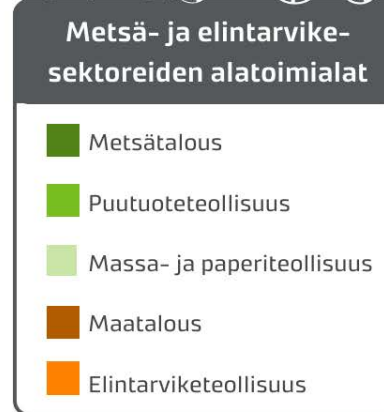 Metsä- ja elintarvike-
sektoreiden alatoimialat
Metsätalous
Puutuoteteollisuus
Massa- ja paperiteollisuus
Maatalous
Elintarviketeollisuus